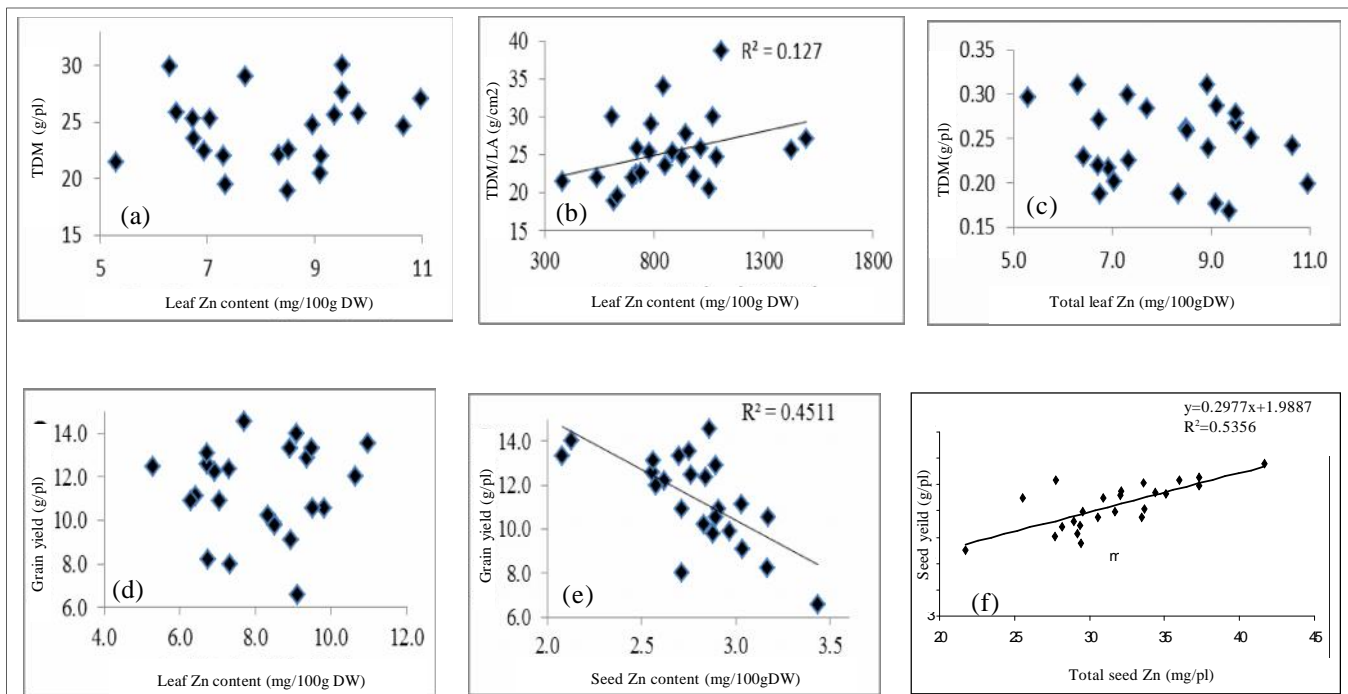 TDM (g/pl)
30
25
20
15
(a)
5 7 9 11
Leaf Zn content (mg/100g DW)
TDM/LA (g/cm2)
40
35
30
25
20
15
R² = 0.127
(b)
300 800 1300 1800
Leaf Zn content (mg/100g DW)
TDM(g/pl)
0.35
0.30
0.25
0.20
0.15
(c)
5.0 7.0 9.0 11.0
Total leaf Zn (mg/100gDW)
Grain yield (g/pl)
14.0
12.0
10.0
8.0
6.0
(d)
4.0 6.0 8.0 10.0 12.0
Leaf Zn content (mg/100g DW)
Grain yield (g/pl)
14.0
12.0
10.0
8.0
6.0
R² = 0.4511
(e)
2.0 2.5 3.0 3.5
Seed Zn content (mg/100gDW)
y=0.2977x+1.9887
R²=0.5356
Seed yeild (g/pl)
3
(f)
20 25 30 35 40 45
Total seed Zn (mg/pl)